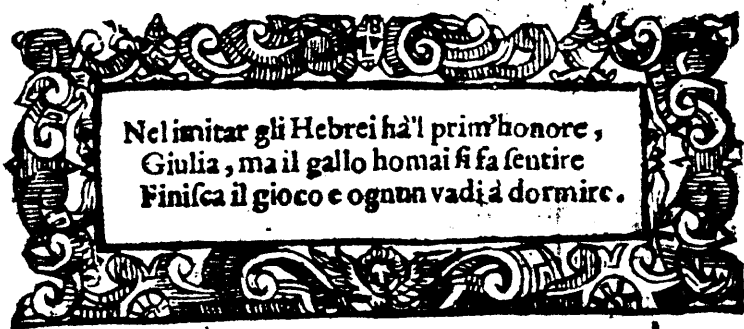 Nel imitar gli Hebrei hà'l prim'honore,
Giulia, ma il gallo homai ſi fa ſentire
Finiſca il gioco e ognun vadi à dormire.